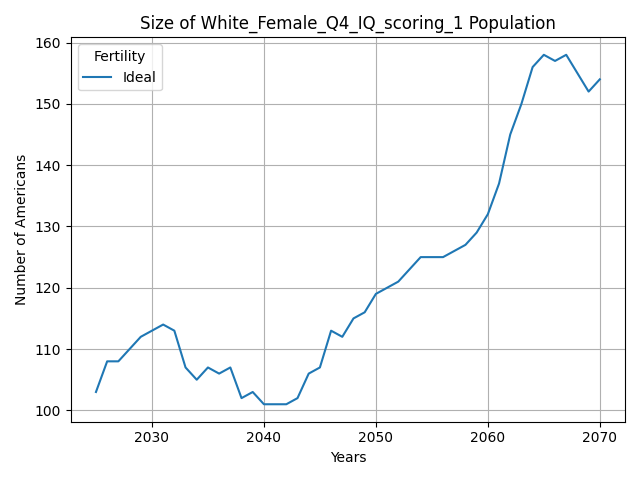 Size of White_Female_Q4_IQ_scoring_1 Population
Fertility
Ideal
Number of Americans
160
150
140
130
120
110
100
2030 2040 2050 2060 2070
Years